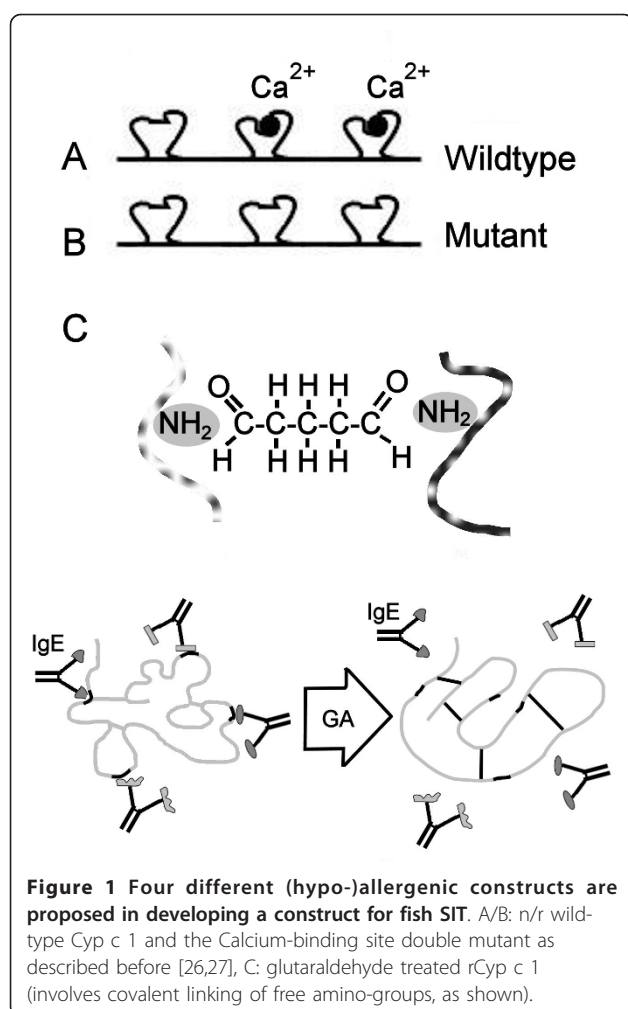 Ca2+ Ca2+
A Wildtype
B Mutant
C
O H H H O
NH2 C-C-C-C-C NH2
H H H H H
IgE IgE
GA
Figure 1 Four different (hypo-)allergenic constructs are
proposed in developing a construct for fish SIT. A/B: n/r wild-
type Cyp c 1 and the Calcium-binding site double mutant as
described before [26,27], C: glutaraldehyde treated rCyp c 1
(involves covalent linking of free amino-groups, as shown).